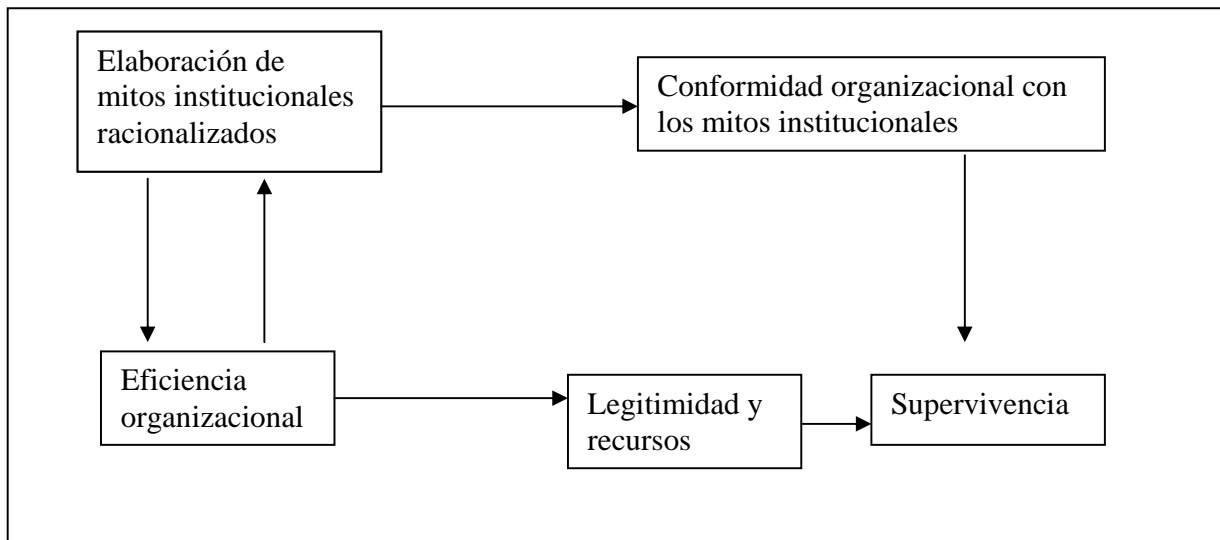 Elaboración de
mitos institucionales
racionalizados
Conformidad organizacional con
los mitos institucionales
Eficiencia
organizacional
Legitimidad y
recursos
Supervivencia